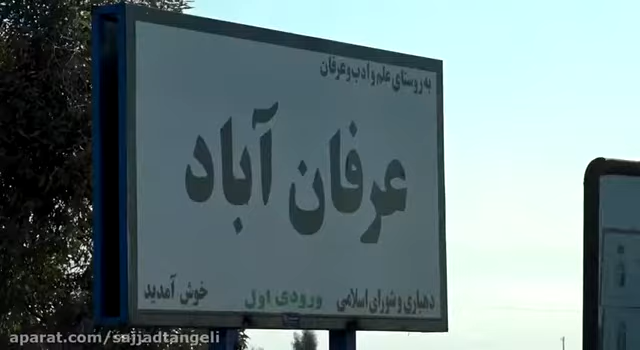 به روستای علم و ادب و عرفان
عرفان آباد
خوش آمدید
ورودی اول
دهیاری و شورای اسلامی
aparat.com/sajjadtangeli